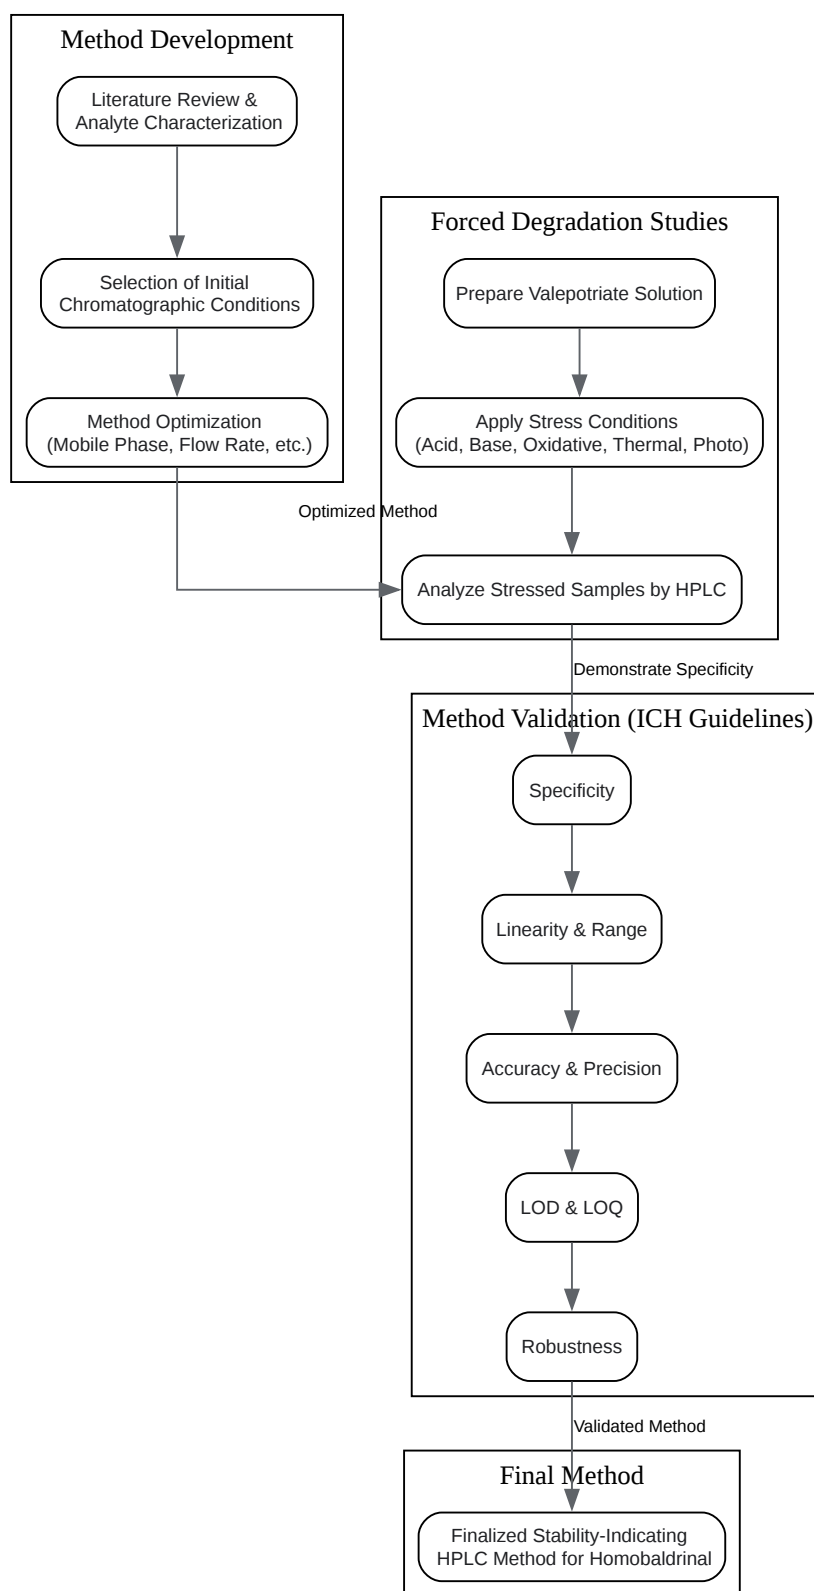 Method Development
Literature Review &
Analyte Characterization
Selection of Initial
Chromatographic Conditions
Method Optimization
(Mobile Phase, Flow Rate, etc.)
Optimized Method
Forced Degradation Studies
Prepare Valepotriate Solution
Apply Stress Conditions
(Acid, Base, Oxidative, Thermal, Photo)
Analyze Stressed Samples by HPLC
Demonstrate Specificity
Method Validation (ICH Guidelines)
Specificity
Linearity & Range
Accuracy & Precision
LOD & LOQ
Robustness
Validated Method
Final Method
Finalized Stability-Indicating
HPLC Method for Homobaldrinal